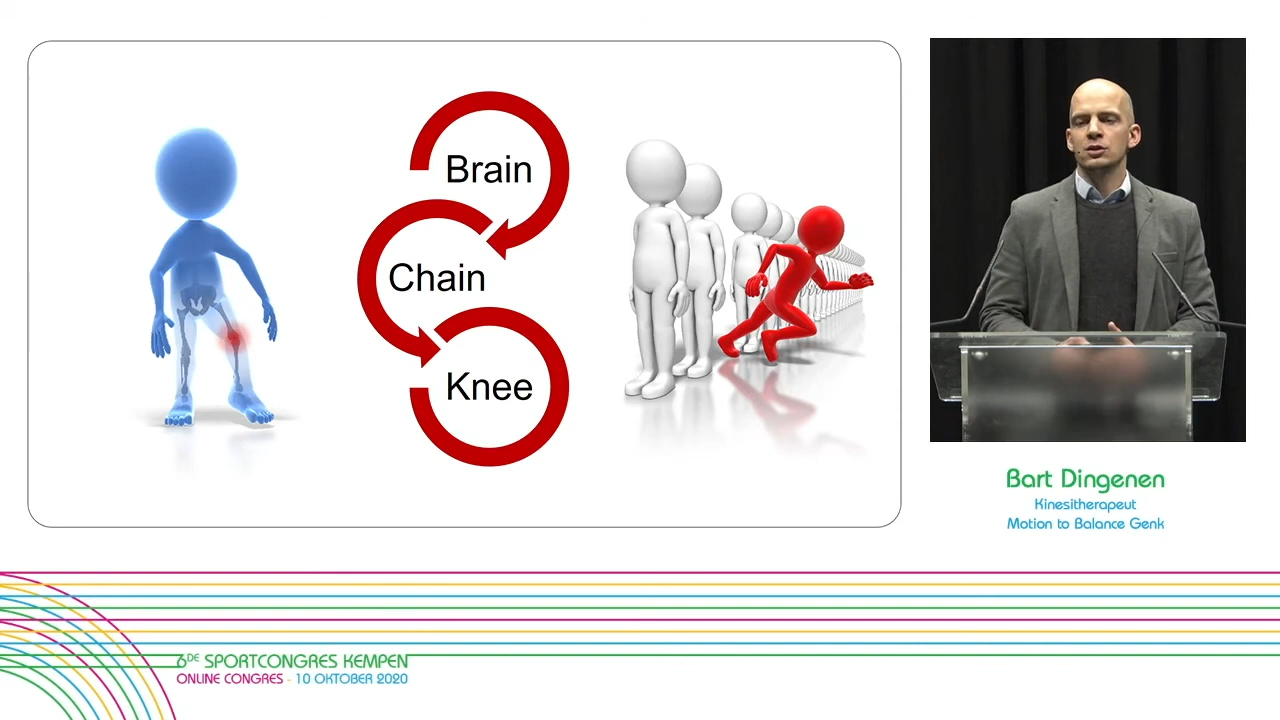 Brain
Chain
Knee
Bart Dingenen
Kinesitherapeut
Motion to Balance Genk
6DE SPORTCONGRES KEMPEN
ONLINE CONGRES - 10 OKTOBER 2020